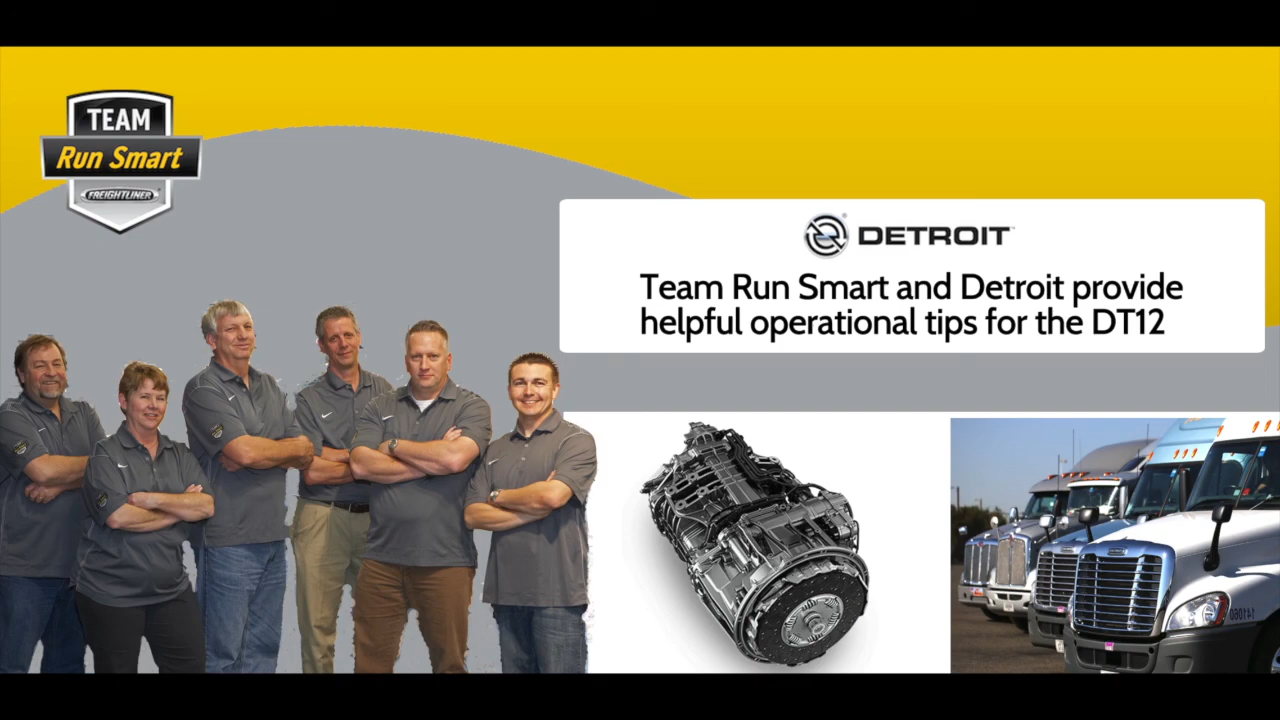 TEAM
Run Smart
FREIGHTLINER
DETROIT
Team Run Smart and Detroit provide
helpful operational tips for the DT12